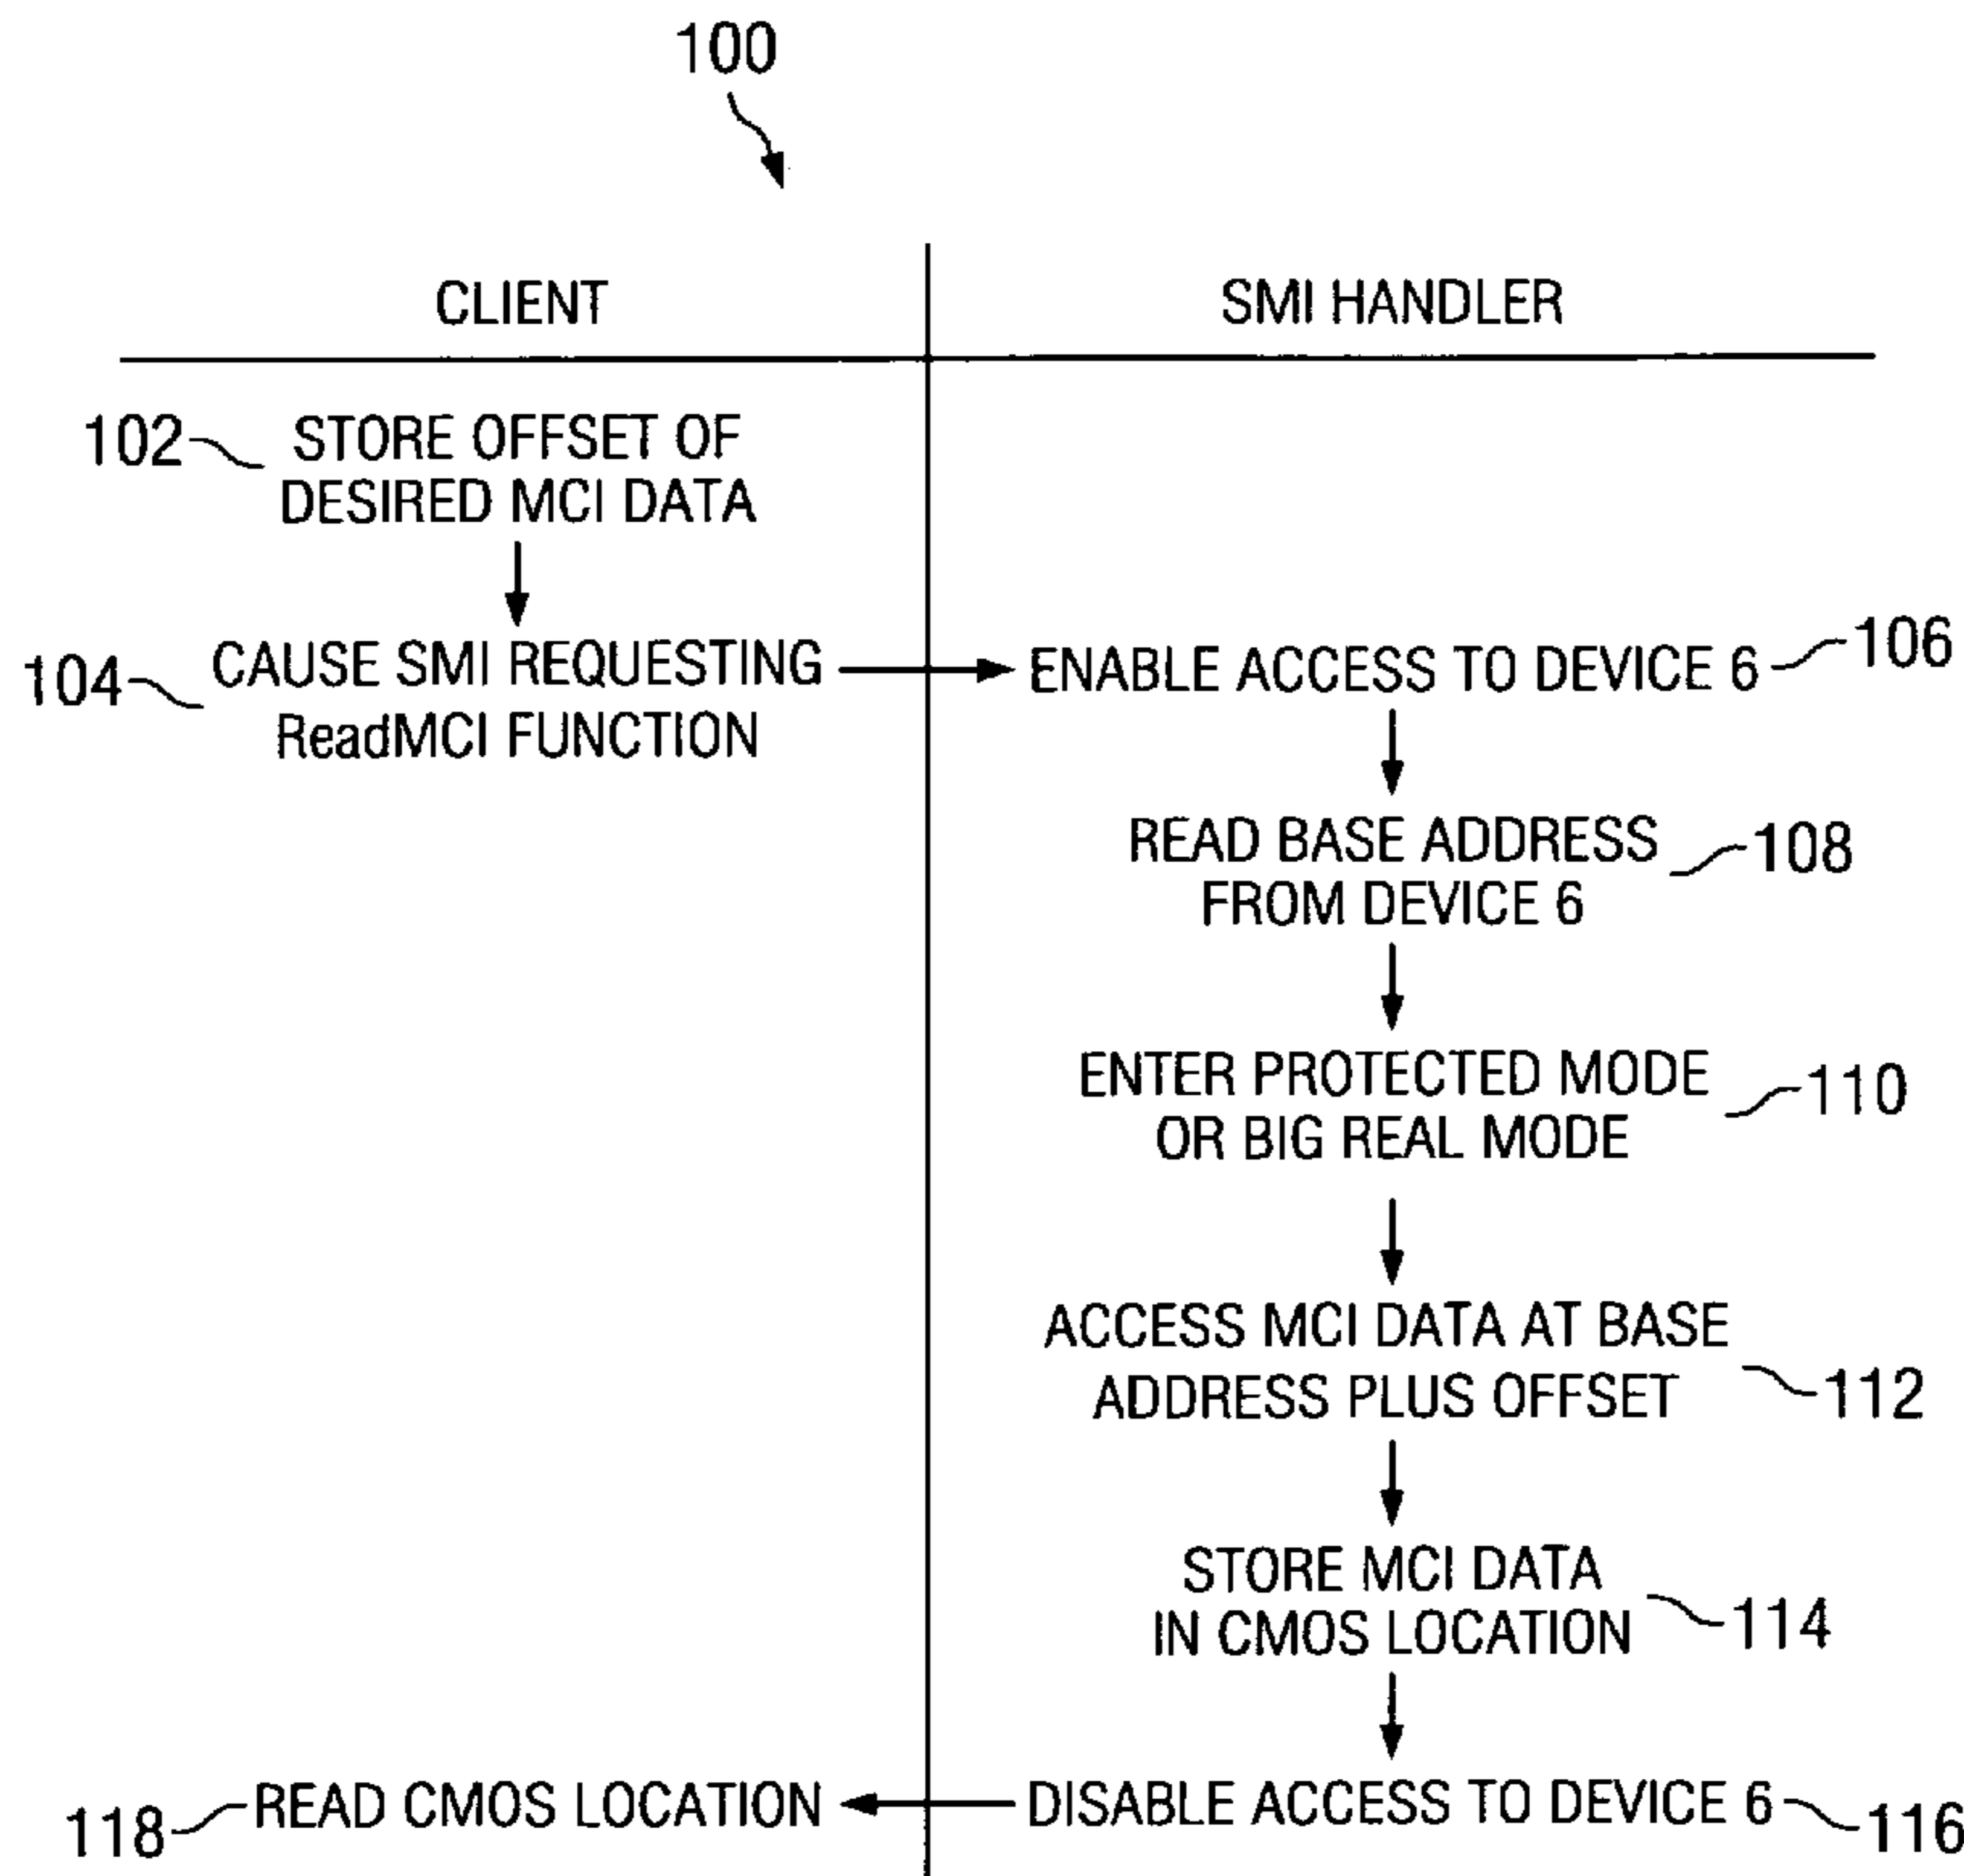 100
CLIENT
SMI HANDLER
102
STORE OFFSET OF
DESIRED MCI DATA
104
CAUSE SMI REQUESTING
ReadMCI FUNCTION
ENABLE ACCESS TO DEVICE 6
106
READ BASE ADDRESS
FROM DEVICE 6
108
ENTER PROTECTED MODE
OR BIG REAL MODE
110
ACCESS MCI DATA AT BASE
ADDRESS PLUS OFFSET
112
STORE MCI DATA
IN CMOS LOCATION
114
DISABLE ACCESS TO DEVICE 6
116
118
READ CMOS LOCATION